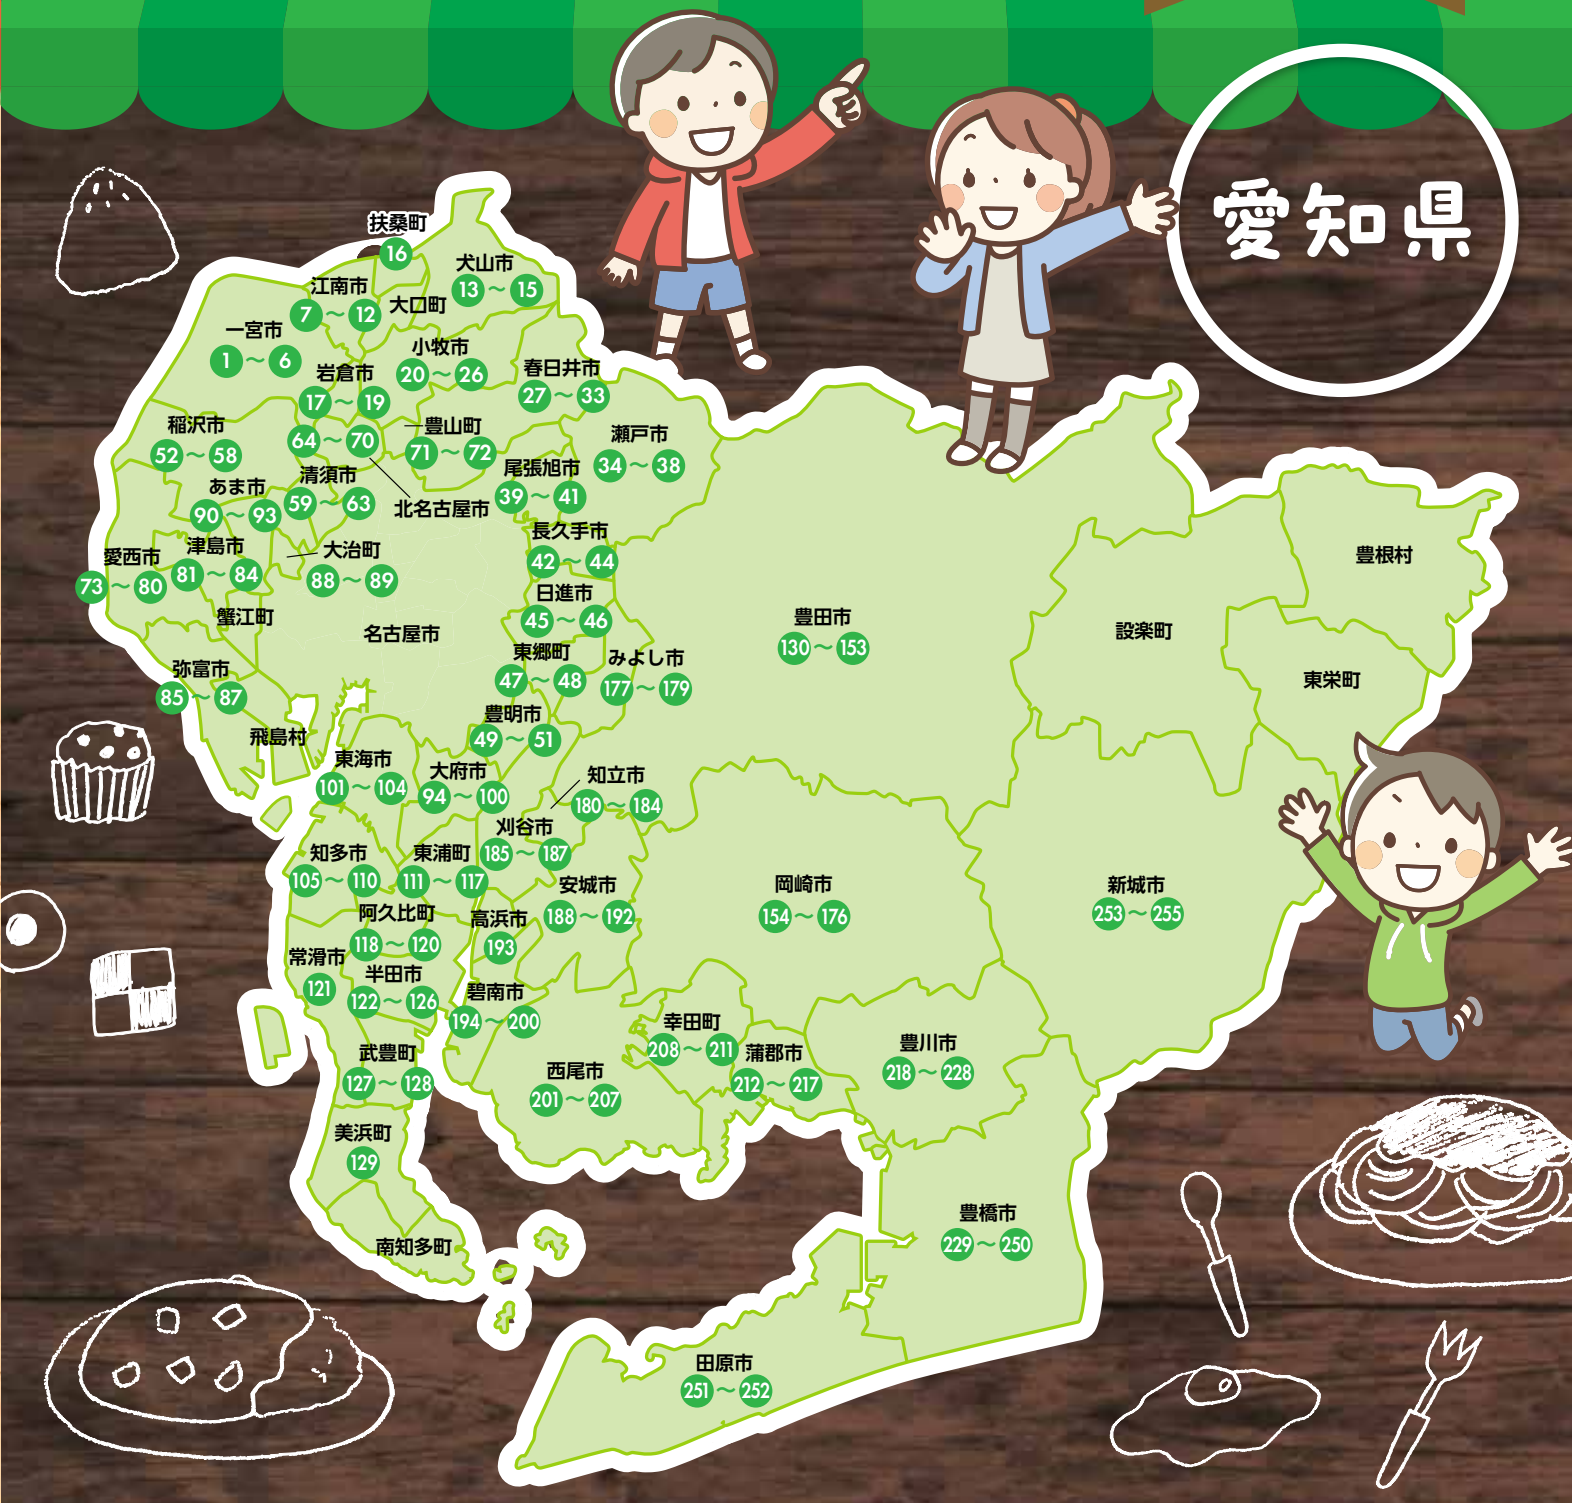 愛知県
扶桑町
16
犬山市
13～15
江南市
7～12
大口町
一宮市
1～6
小牧市
20～26
岩倉市
17～19
春日井市
27～33
稲沢市
52～58
64～70
豊山町
71～72
瀬戸市
34～38
尾張旭市
39～41
清須市
59～63
あま市
90～93
北名古屋市
長久手市
42～44
大治町
88～89
津島市
81～84
愛西市
73～80
豊根村
日進市
45～46
蟹江町
名古屋市
豊田市
130～153
設楽町
東郷町
47～48
みよし市
177～179
弥富市
85～87
東栄町
豊明市
49～51
飛島村
東海市
101～104
大府市
94～100
知立市
180～184
刈谷市
185～187
知多市
105～110
東浦町
111～117
安城市
188～192
岡崎市
154～176
新城市
253～255
阿久比町
118～120
高浜市
193
常滑市
121
半田市
122～126
碧南市
194～200
幸田町
208～211
豊川市
218～228
武豊町
127～128
蒲郡市
212～217
西尾市
201～207
美浜町
129
豊橋市
229～250
南知多町
田原市
251～252